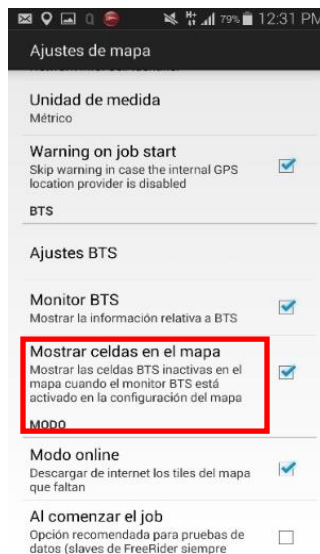 79% 12:31 PM
Ajustes de mapa
Unidad de medida
Métrico
Warning on job start
Skip warning in case the internal GPS
location provider is disabled
BTS
Ajustes BTS
Monitor BTS
Mostrar la información relativa a BTS
Mostrar celdas en el mapa
Mostrar las celdas BTS inactivas en el
mapa cuando el monitor BTS está
activado en la configuración del mapa
MODO
Modo online
Descargar de internet los tiles del mapa
que faltan
Al comenzar el job
Opción recomendada para pruebas de
datos (slaves de FreeRider siempre